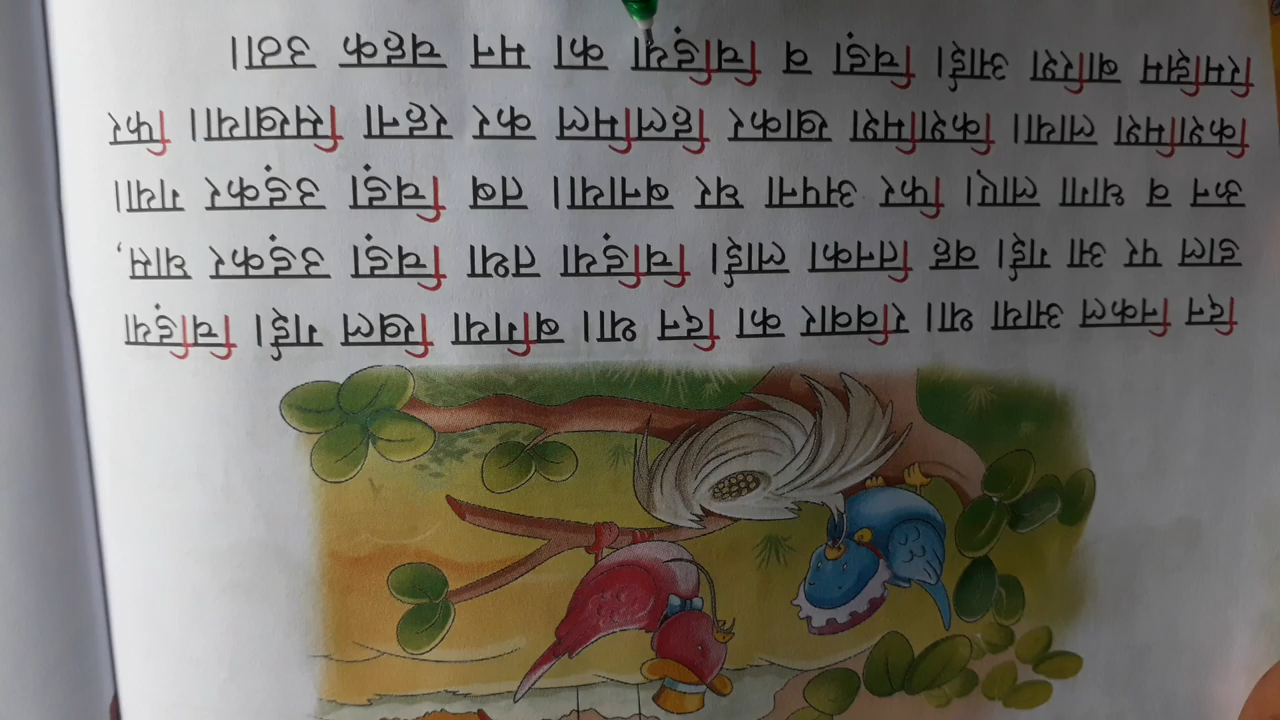 दिन निकल आया था। रविवार का दिन था। बगिया खिल गई। चिड़िया
डाल पर आ गई। वह तिनका लाई। चिड़िया तथा चिड़ा उड़कर घास,
ऊन व धागा लाए। फिर अपना घर बनाया। तब चिड़ा उड़कर गया।
किशमिश लाया। किशमिश खाकर हिलमिल कर रहना सिखाया। फिर
रिमझिम बारिश आई। चिड़ा व चिड़िया का मन चहक उठा।